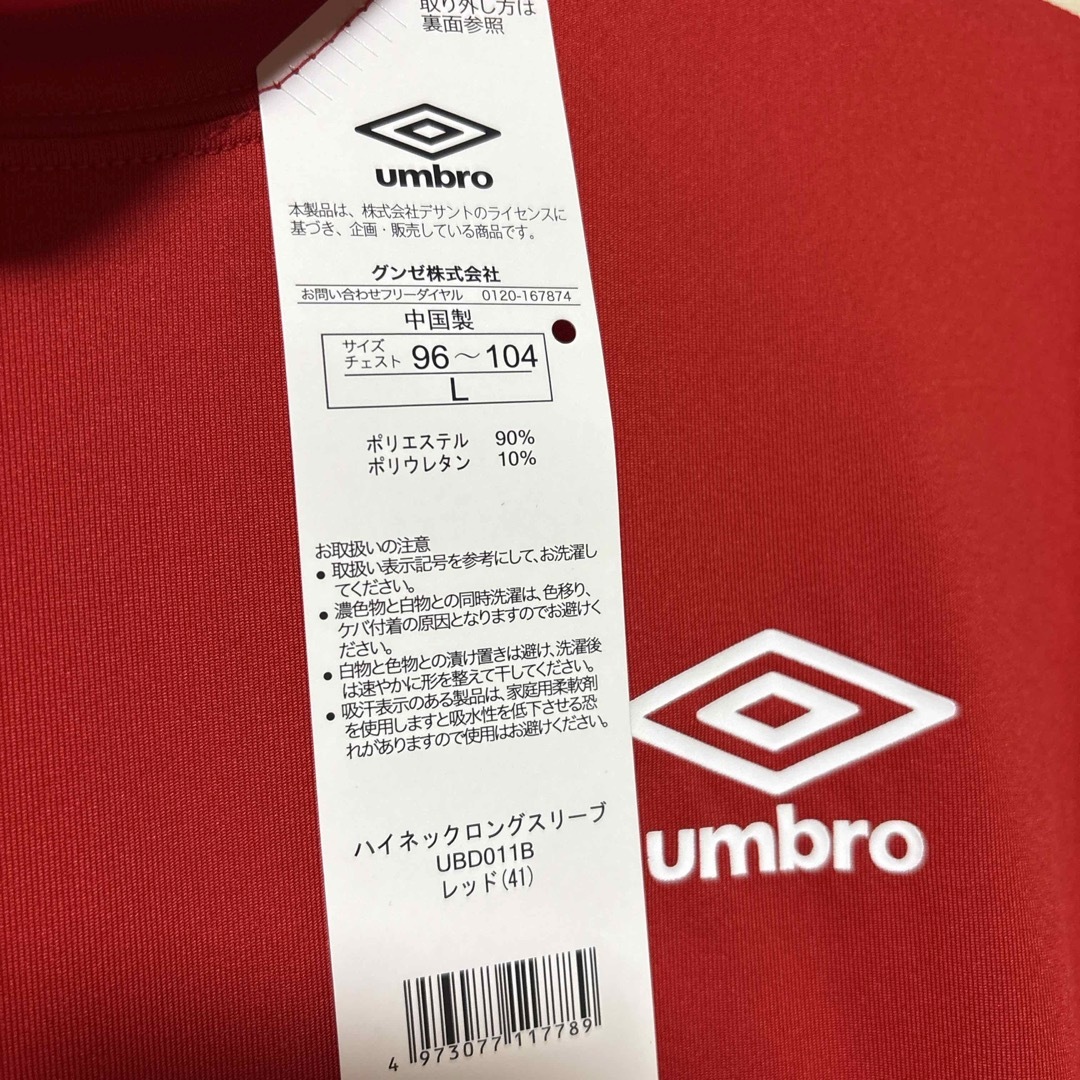 取り外し方は
裏面参照
umbro
本製品は、株式会社デサントのライセンスに
基づき、企画・販売している商品です。
グンゼ株式会社
お問い合わせフリーダイヤル 0120-167874
中国製
サイズ
チェスト 96～104
L
ポリエステル 90%
ポリウレタン 10%
お取扱いの注意
● 取扱い表示記号を参考にして、お洗濯し
てください。
● 濃色物と白物との同時洗濯は、色移り、
ケバ付着の原因となりますのでお避けく
ださい。
● 白物と色物との漬け置きは避け、洗濯後
は速やかに形を整えて干してください。
● 吸汗表示のある製品は、家庭用柔軟剤
を使用しますと吸水性を低下させる恐
れがありますので使用はお避けください。
ハイネックロングスリーブ
UBD011B
レッド(41)
4 973077 117789
umbro